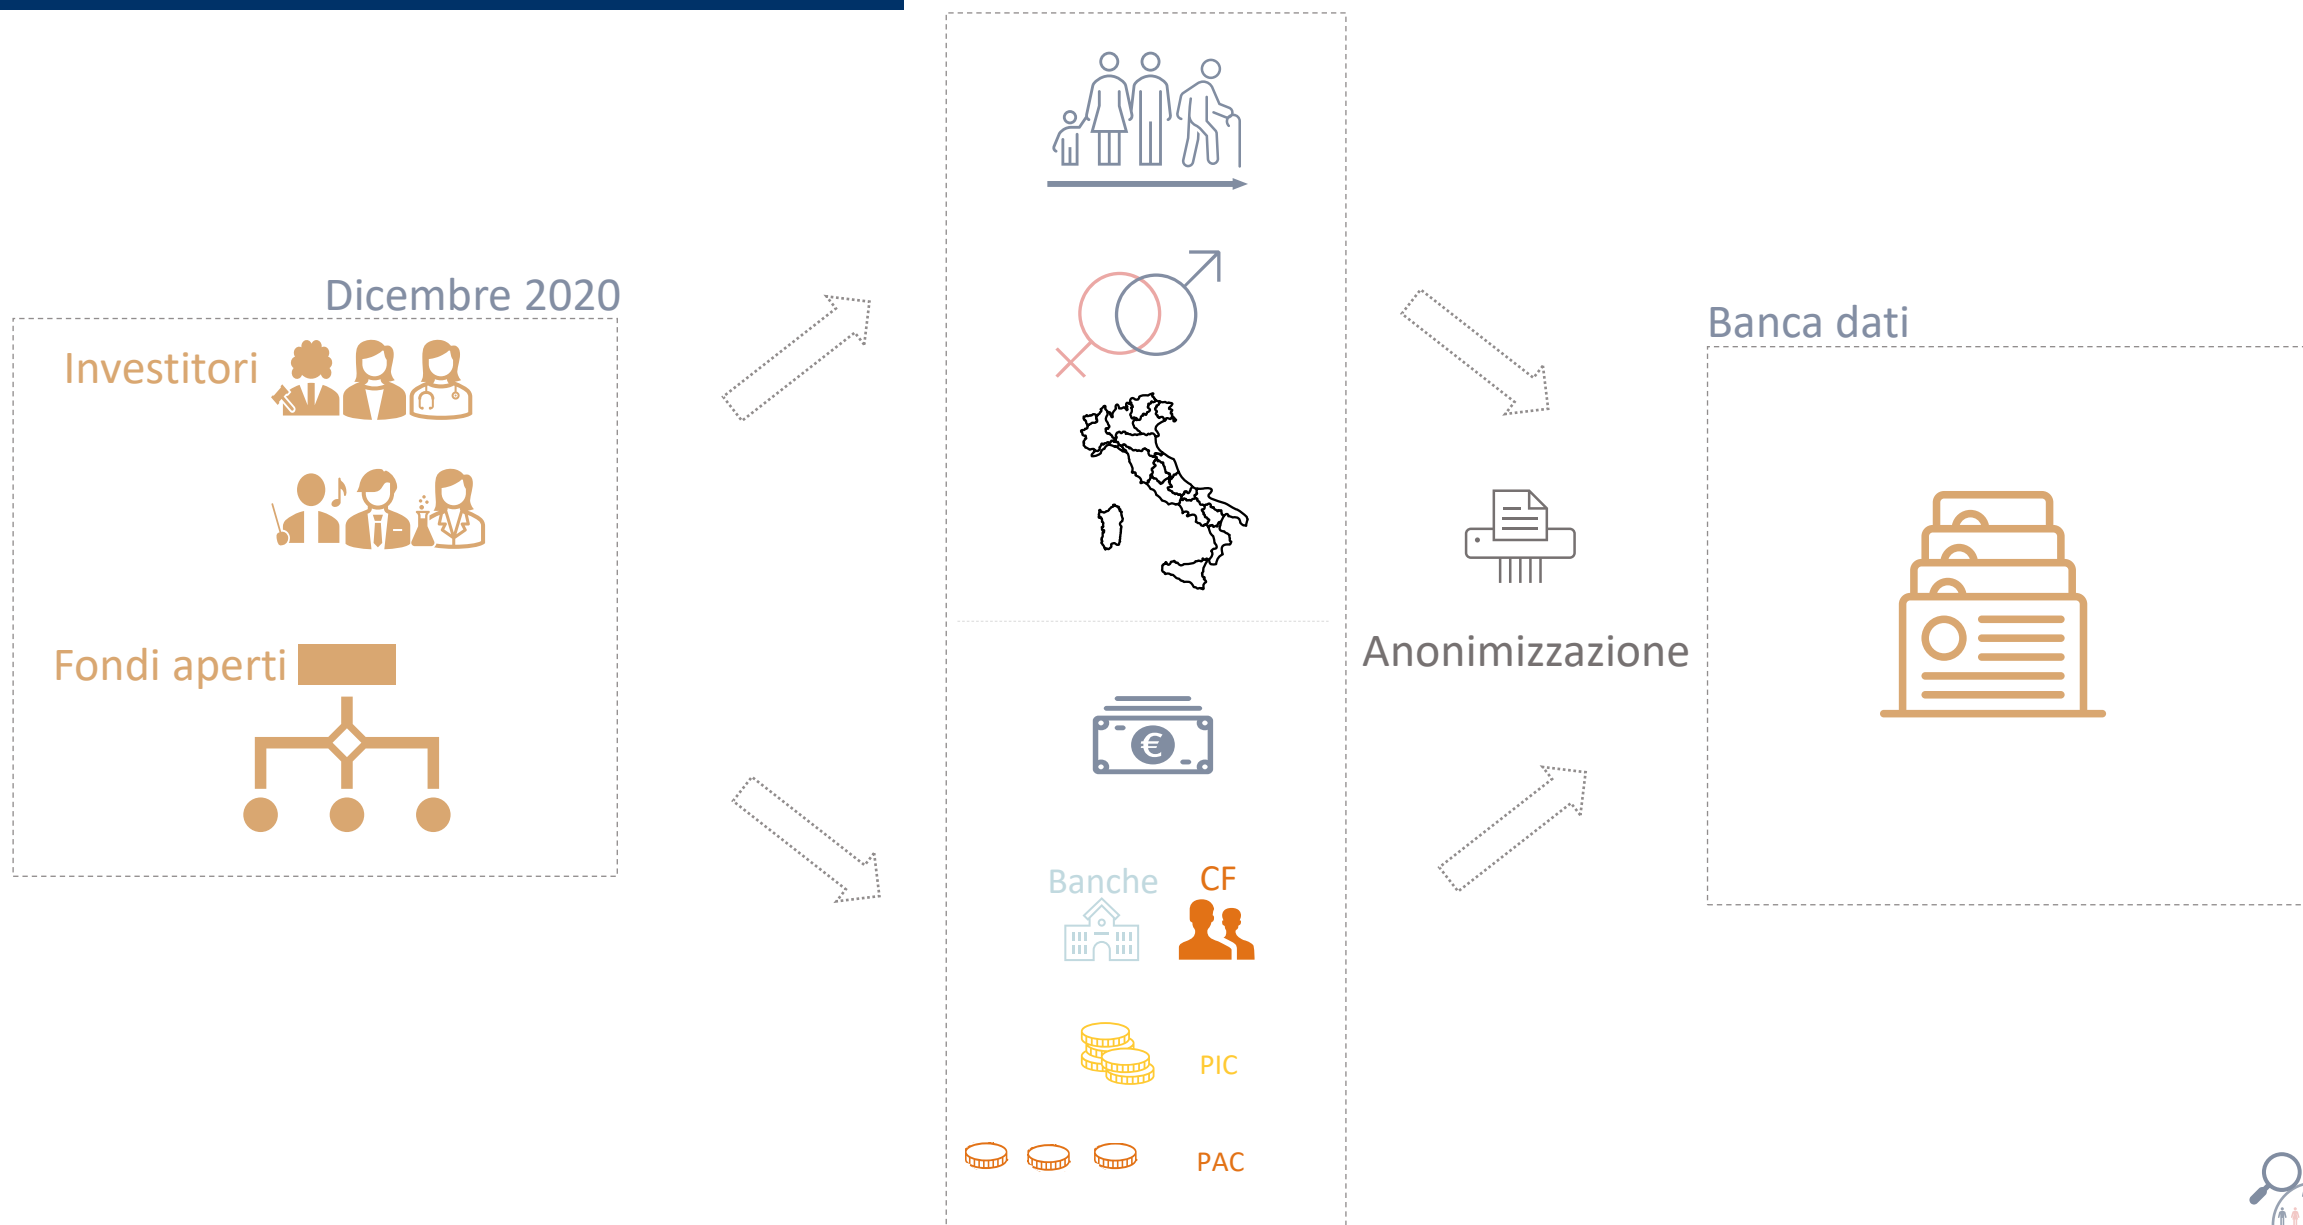 Dicembre 2020
Investitori
Fondi aperti
Banche
CF
€
PIC
PAC
Anonimizzazione
Banca dati